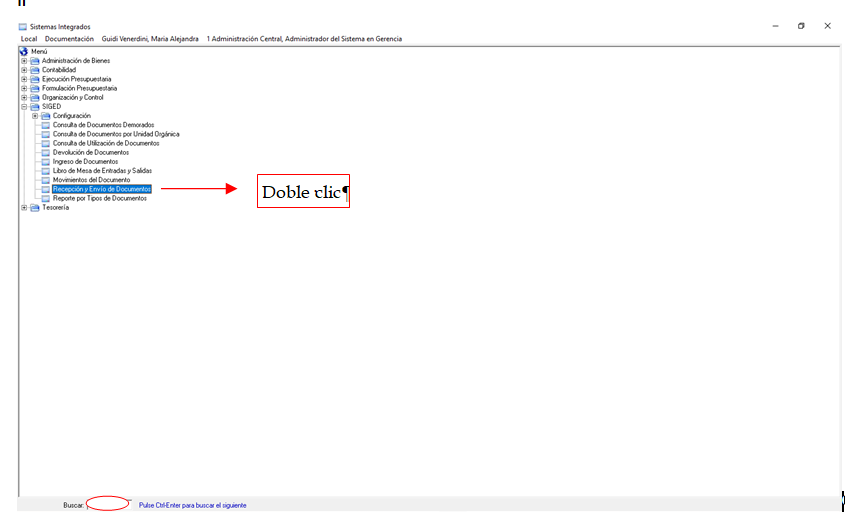 Sistemas Integrados
Local Documentación Guidi Venerdini, Maria Alejandra 1 Administración Central, Administrador del Sistema en Gerencia
Menú
Administración de Bienes
Contabilidad
Ejecución Presupuestaria
Formulación Presupuestaria
Organización y Control
SIGED
Configuración
Consulta de Documentos Demorados
Consulta de Documentos por Unidad Orgánica
Consulta de Utilización de Documentos
Devolución de Documentos
Ingreso de Documentos
Libro de Mesa de Entradas y Salidas
Movimientos del Documento
Recepción y Envío de Documentos
Doble clic¶
Reporte por Tipos de Documentos
Tesorería
Buscar: Pulse Ctrl-Enter para buscar el siguiente